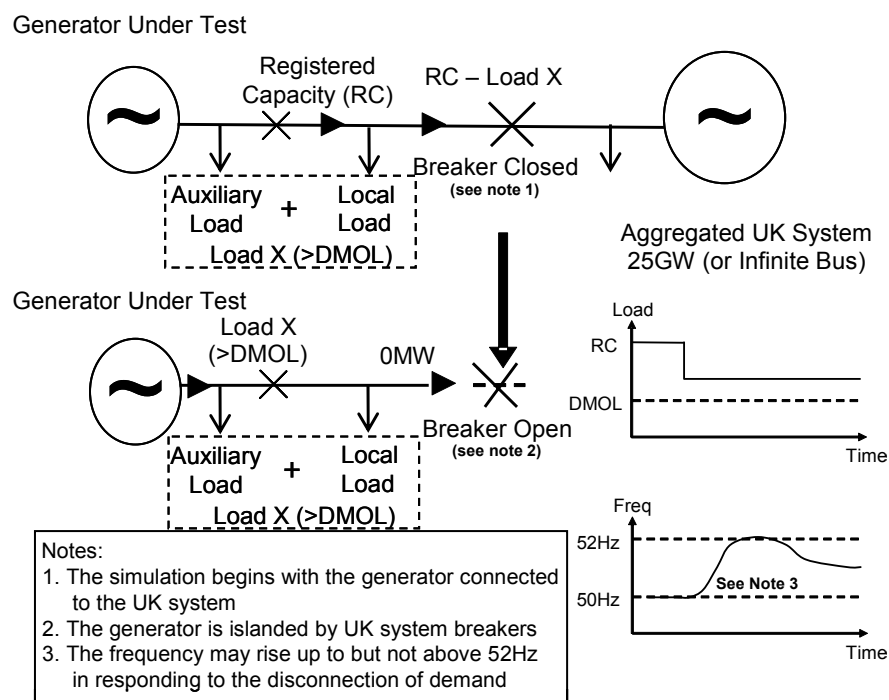 Generator Under Test
Registered
Capacity (RC)
RC – Load X
~
~
Breaker Closed
(see note 1)
Auxiliary
Load
+
Local
Load
Load X (>DMOL)
Aggregated UK System
25GW (or Infinite Bus)
Generator Under Test
Load X
(>DMOL)
0MW
~
Breaker Open
(see note 2)
Auxiliary
Load
+
Local
Load
Load X (>DMOL)
Load
RC
DMOL
Time
Freq
52Hz
See Note 3
50Hz
Time
Notes:
1. The simulation begins with the generator connected
to the UK system
2. The generator is islanded by UK system breakers
3. The frequency may rise up to but not above 52Hz
in responding to the disconnection of demand